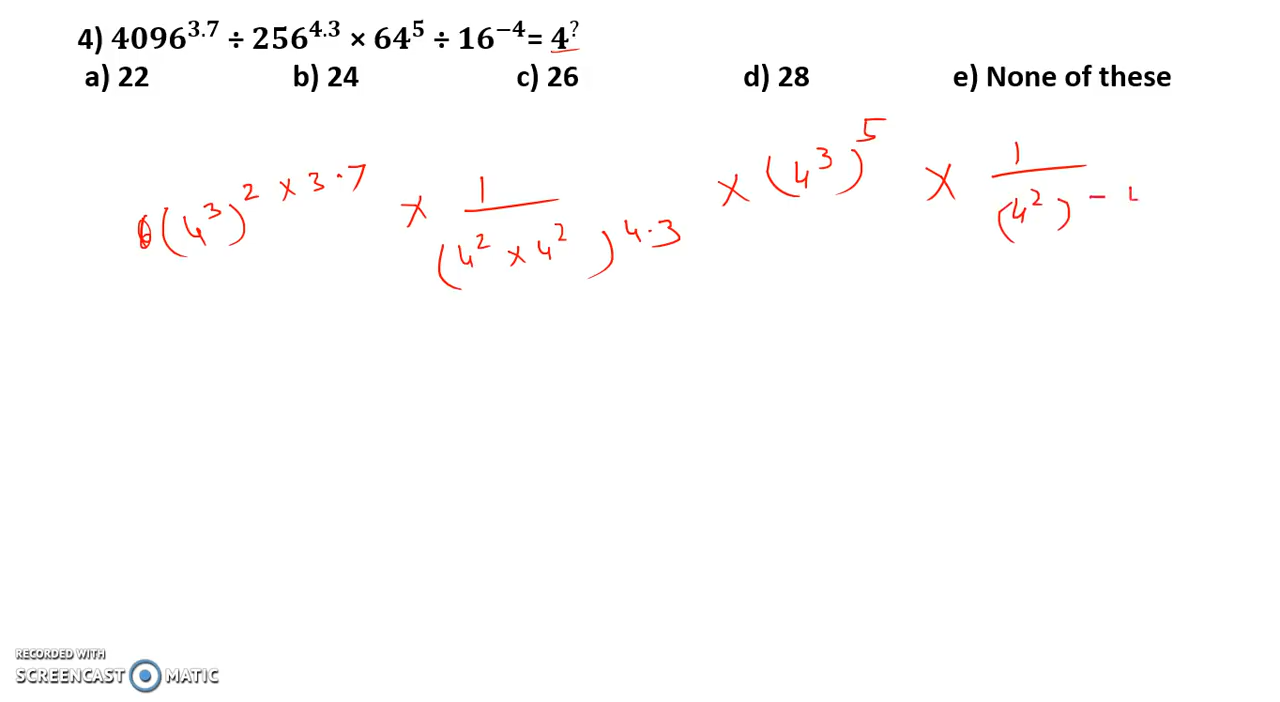 4) 4096^3.7 ÷ 256^4.3 × 64^5 ÷ 16^−4 = 4^?
a) 22 b) 24 c) 26 d) 28 e) None of these
(4^3)^2 × 3.7 × 1/(4^2 × 4^2)^4.3 × (4^3)^5 × 1/(4^2)^-
RECORDED WITH
SCREENCAST MATIC